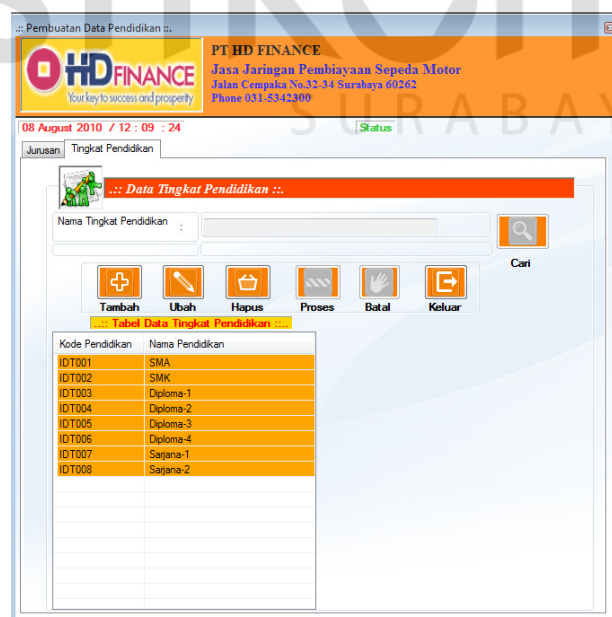 .:: Pembuatan Data Pendidikan ::.
HDFINANCE
Your key to success and prosperity
PT HD FINANCE
Jasa Jaringan Pembiayaan Sepeda Motor
Jalan Cempaka No.32-34 Surabaya 60262
Phone 031-5342300
SURABAY
08 August 2010 / 12 : 09 : 24
Status
Jurusan Tingkat Pendidikan
.:: Data Tingkat Pendidikan ::.
Nama Tingkat Pendidikan :
Cari
Tambah Ubah Hapus Proses Batal Keluar
..:: Tabel Data Tingkat Pendidikan ::..
Kode Pendidikan Nama Pendidikan
IDT001 SMA
IDT002 SMK
IDT003 Diploma-1
IDT004 Diploma-2
IDT005 Diploma-3
IDT006 Diploma-4
IDT007 Sarjana-1
IDT008 Sarjana-2